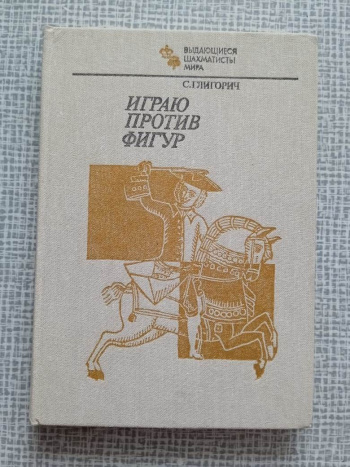 ВЫДАЮЩИЕСЯ
ШАХМАТИСТЫ
МИРА
С.ГЛИГОРИЧ
ИГРАЮ
ПРОТИВ
ФИГУР